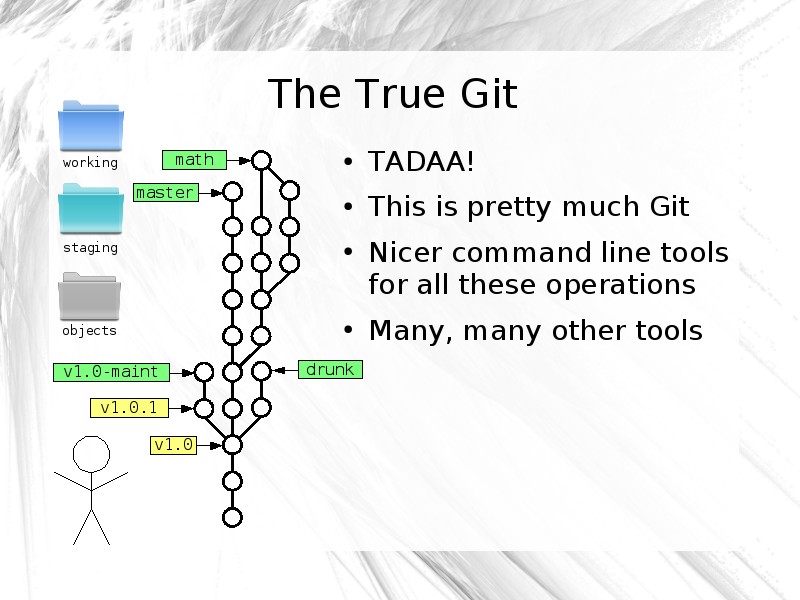 The True Git
working
staging
objects
math
master
v1.0-maint
drunk
v1.0.1
v1.0
• TADAA!
• This is pretty much Git
• Nicer command line tools
for all these operations
• Many, many other tools